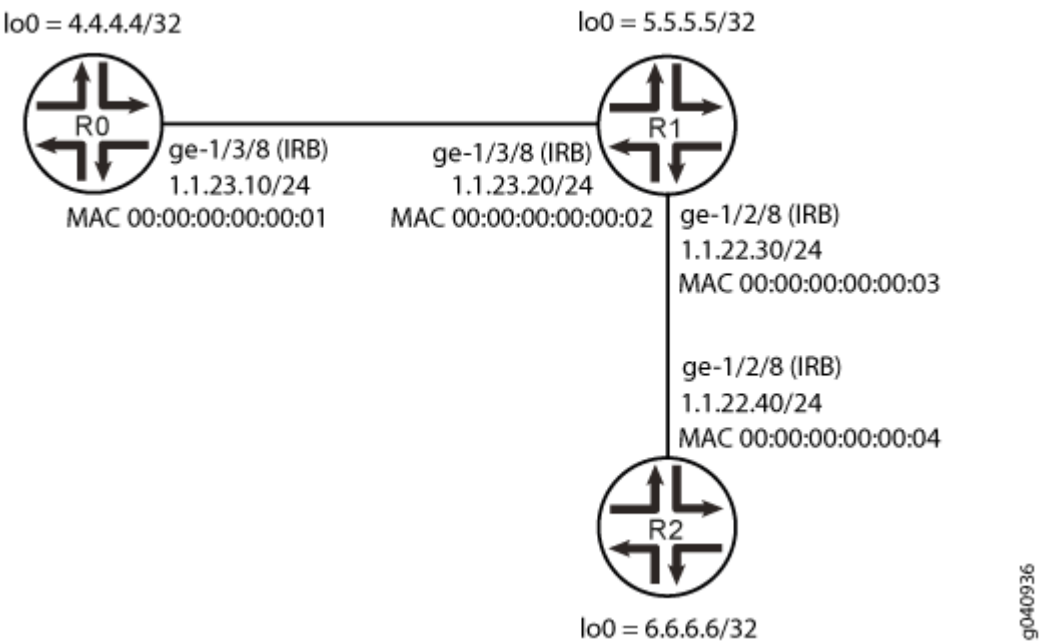 lo0 = 4.4.4.4/32
lo0 = 5.5.5.5/32
R0
R1
ge-1/3/8 (IRB)
1.1.23.10/24
MAC 00:00:00:00:00:01
ge-1/3/8 (IRB)
1.1.23.20/24
MAC 00:00:00:00:00:02
ge-1/2/8 (IRB)
1.1.22.30/24
MAC 00:00:00:00:00:03
ge-1/2/8 (IRB)
1.1.22.40/24
MAC 00:00:00:00:00:04
R2
lo0 = 6.6.6.6/32
g040936